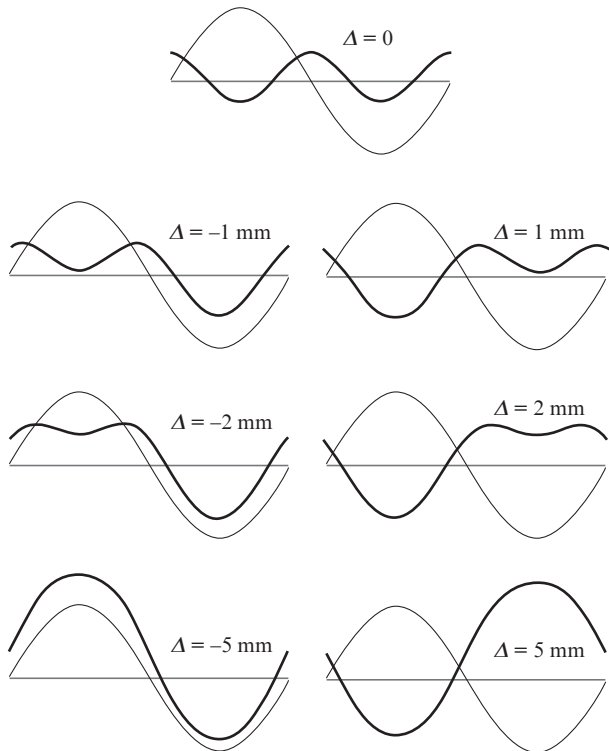 Δ = 0
Δ = –1 mm
Δ = 1 mm
Δ = –2 mm
Δ = 2 mm
Δ = –5 mm
Δ = 5 mm